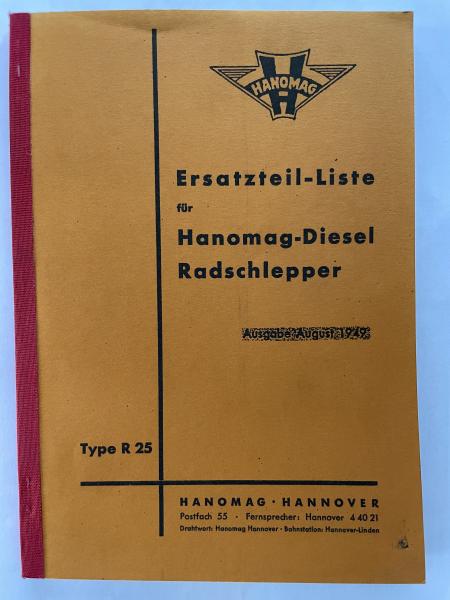 HANOMAG
Ersatzteil-Liste
für
Hanomag-Diesel
Radschlepper
Ausgabe August 1949
Type R 25
HANOMAG · HANNOVER
Postfach 55 · Fernsprecher: Hannover 4 40 21
Drahtwort: Hanomag Hannover · Bahnstation: Hannover-Linden